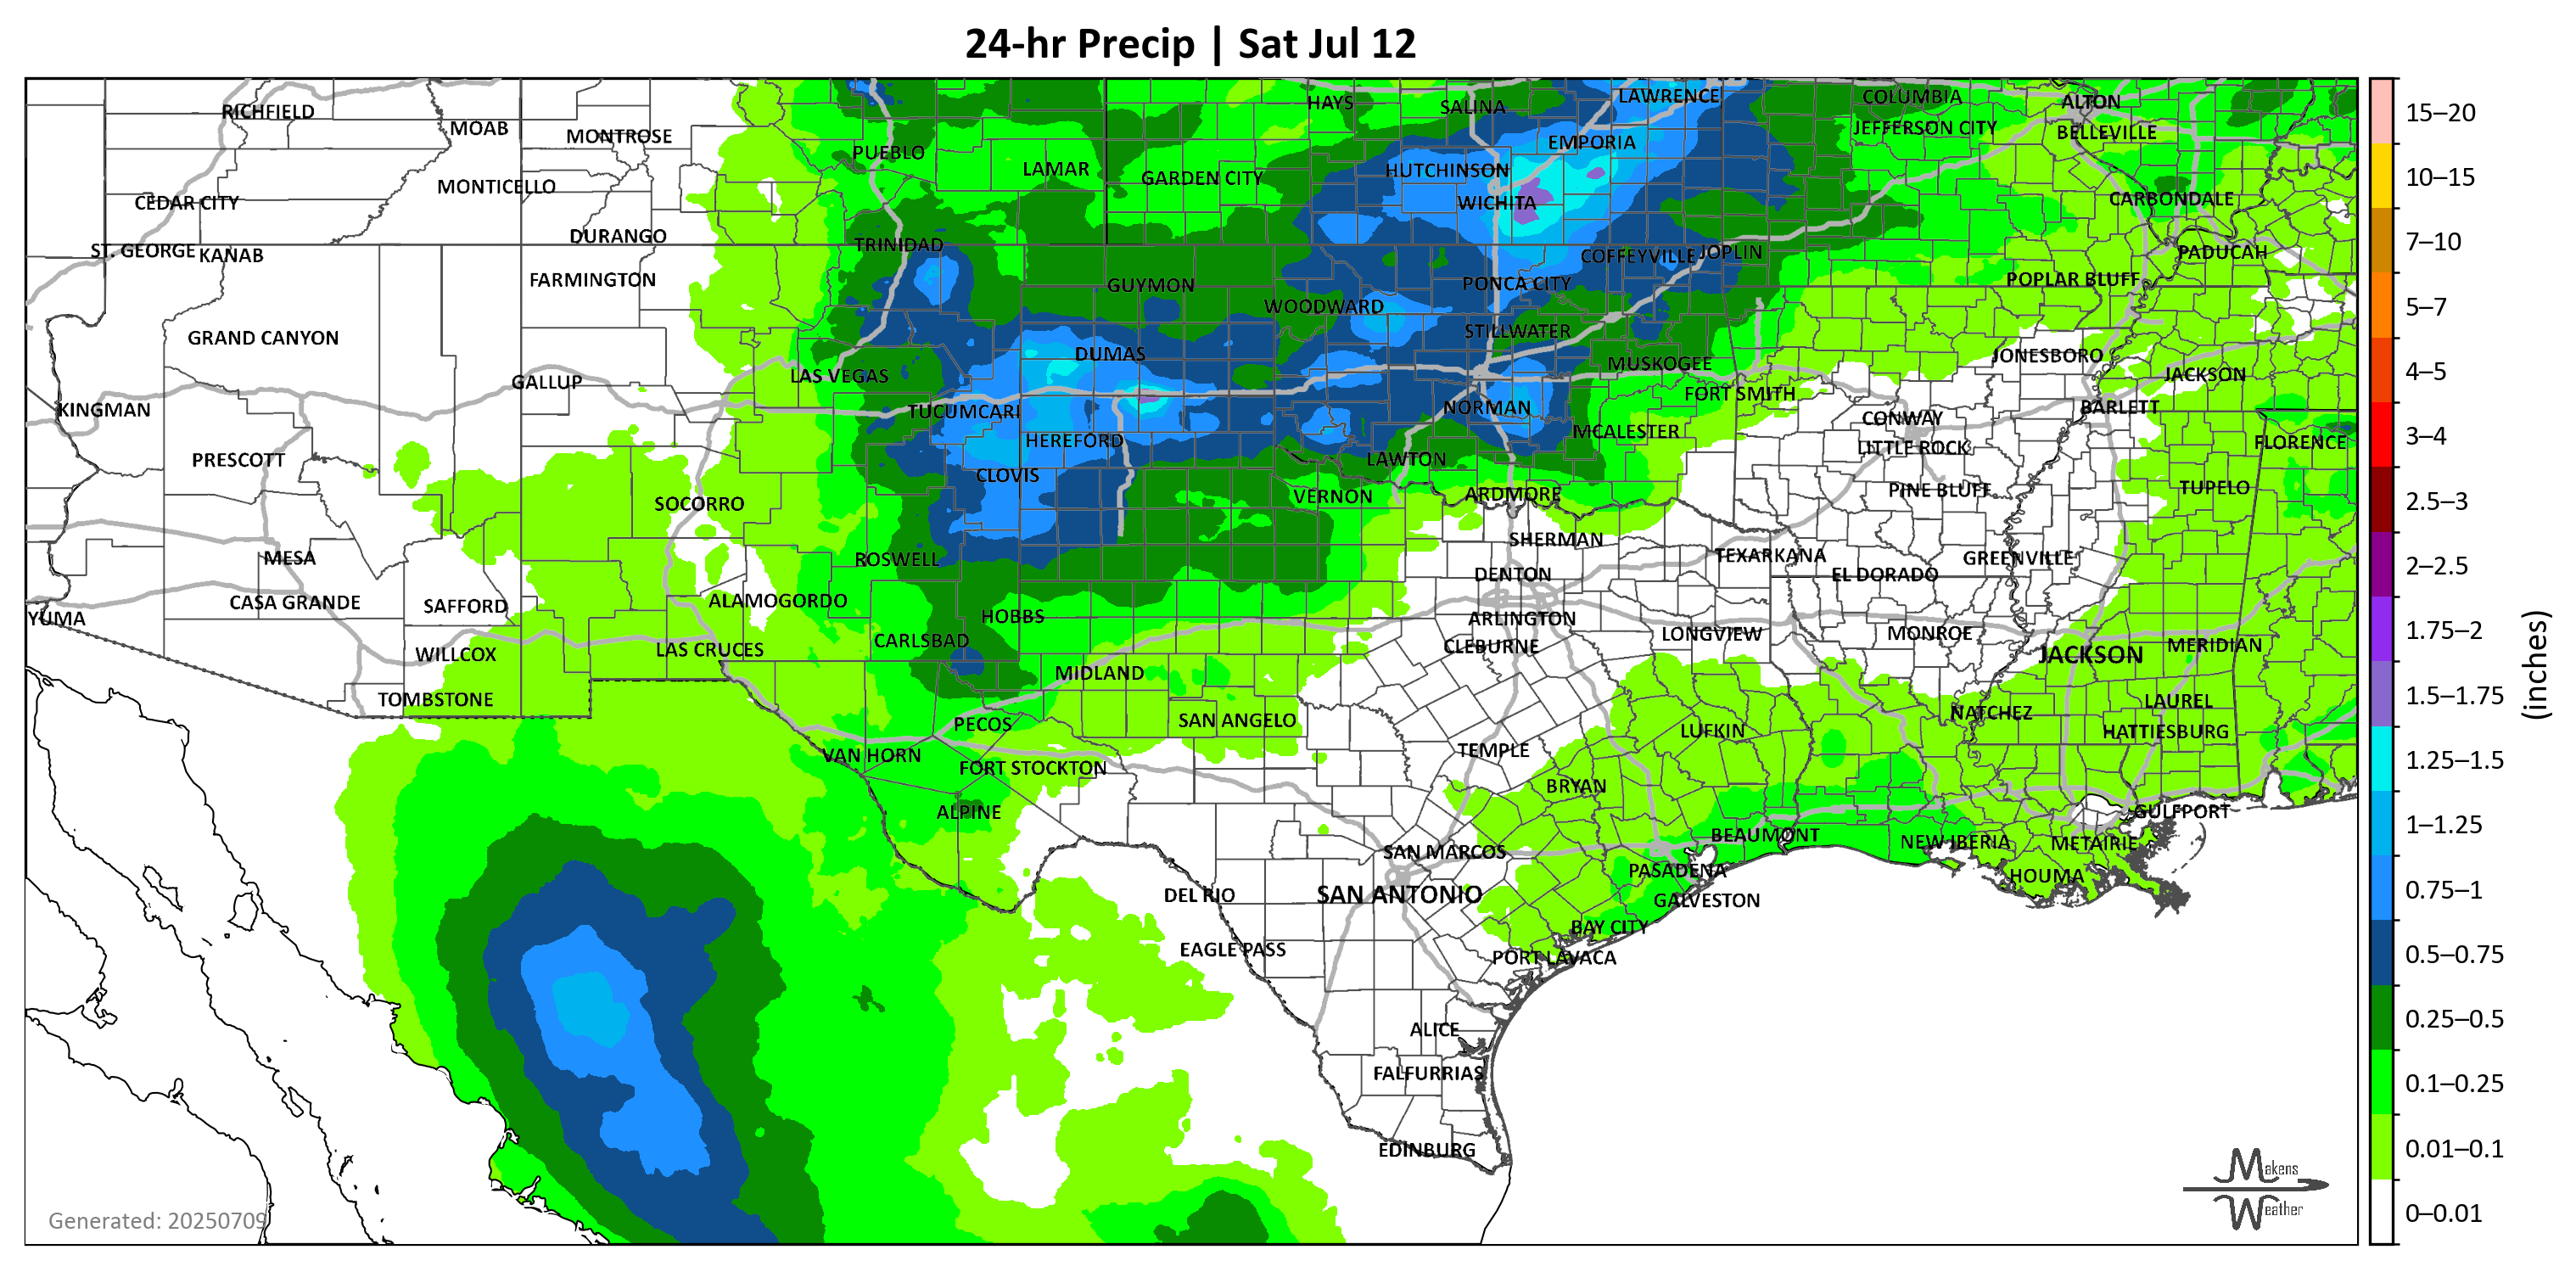 24-hr Precip | Sat Jul 12
RICHFIELD
MOAB
MONTROSE
PUEBLO
LAMAR
HAYS
SALINA
LAWRENCE
COLUMBIA
ALTON
EMPORIA
JEFFERSON CITY
BELLEVILLE
MONTICELLO
GARDEN CITY
HUTCHINSON
CEDAR CITY
WICHITA
CARBONDALE
DURANGO
TRINIDAD
ST. GEORGE
KANAB
COFFEYVILLE
JOPLIN
PADUCAH
FARMINGTON
GUYMON
PONCA CITY
POPLAR BLUFF
WOODWARD
GRAND CANYON
STILLWATER
DUMAS
JONESBORO
GALLUP
LAS VEGAS
MUSKOGEE
JACKSON
FORT SMITH
KINGMAN
TUCUMCARI
NORMAN
CONWAY
BARLETT
HEREFORD
MCALESTER
LITTLE ROCK
FLORENCE
PRESCOTT
CLOVIS
LAWTON
SOCORRO
VERNON
ARDMORE
PINE BLUFF
TUPELO
MESA
ROSWELL
SHERMAN
TEXARKANA
GREENVILLE
DENTON
EL DORADO
CASA GRANDE
SAFFORD
ALAMOGORDO
YUMA
HOBBS
ARLINGTON
WILLCOX
LAS CRUCES
CARLSBAD
CLEBURNE
LONGVIEW
MONROE
JACKSON
MERIDIAN
MIDLAND
TOMBSTONE
LAUREL
PECOS
SAN ANGELO
NATCHEZ
LUFKIN
HATTIESBURG
VAN HORN
TEMPLE
FORT STOCKTON
BRYAN
ALPINE
GULFPORT
BEAUMONT
NEW IBERIA
METAIRIE
SAN MARCOS
PASADENA
HOUMA
DEL RIO
SAN ANTONIO
GALVESTON
BAY CITY
EAGLE PASS
PORT LAVACA
ALICE
FALFURRIAS
EDINBURG
Generated: 20250709
Makens
Weather
15–20
10–15
7–10
5–7
4–5
3–4
2.5–3
2–2.5
1.75–2
1.5–1.75
1.25–1.5
1–1.25
0.75–1
0.5–0.75
0.25–0.5
0.1–0.25
0.01–0.1
0–0.01
(inches)